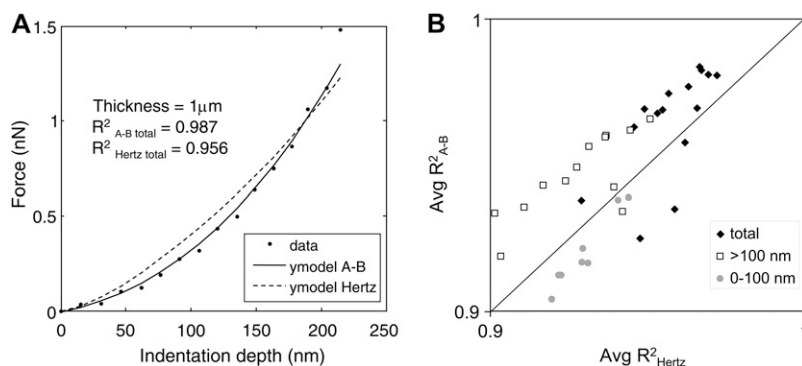 A
1.5
1
0.5
0
Force (nN)
Thickness = 1μm
R² A-B total = 0.987
R² Hertz total = 0.956
data
ymodel A-B
ymodel Hertz
0 50 100 150 200 250
Indentation depth (nm)
B
1
0.9
Avg R²A-B
total
>100 nm
0-100 nm
0.9
Avg R²Hertz